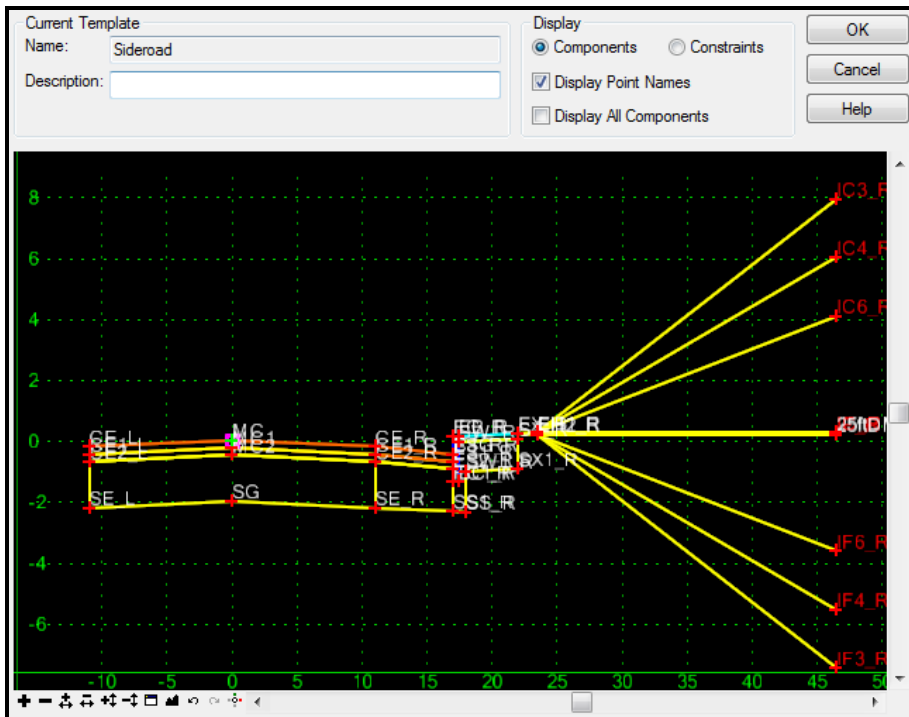 Current Template
Name: Sideroad
Description:
Display
Components Constraints
Display Point Names
Display All Components
OK
Cancel
Help
8
6
4
2
0
-2
-4
-6
-10 -5 0 5 10 15 20 25 30 35 40 45 50
IC3_R
IC4_R
IC6_R
25ftD
IF6_R
IF4_R
IF3_R
CE_L
MC
CE_R
SE_L
SG
SE_R
SX1_R